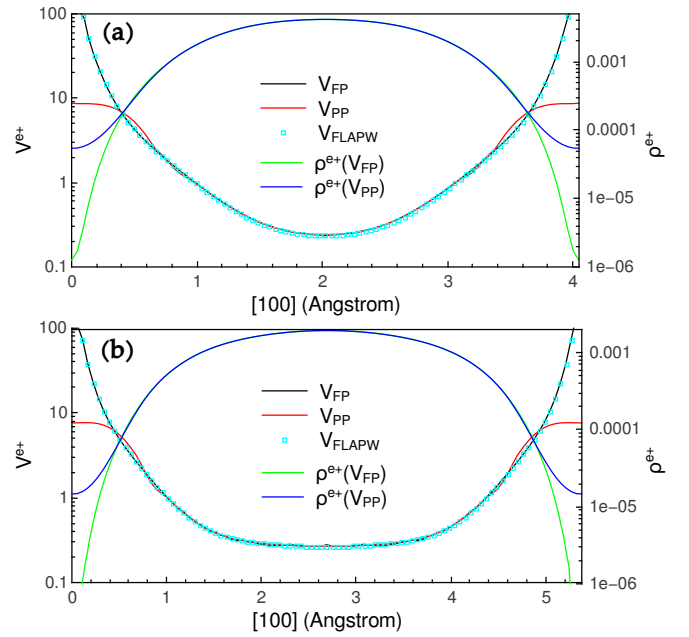 (a)
100
10
1
0.1
V^e+
V_FP
V_PP
V_FLAPW
ρ^e+(V_FP)
ρ^e+(V_PP)
0.001
0.0001
1e-05
1e-06
ρ^e+
0 1 2 3 4
[100] (Angstrom)
(b)
100
10
1
0.1
V^e+
V_FP
V_PP
V_FLAPW
ρ^e+(V_FP)
ρ^e+(V_PP)
0.001
0.0001
1e-05
1e-06
ρ^e+
0 1 2 3 4 5
[100] (Angstrom)